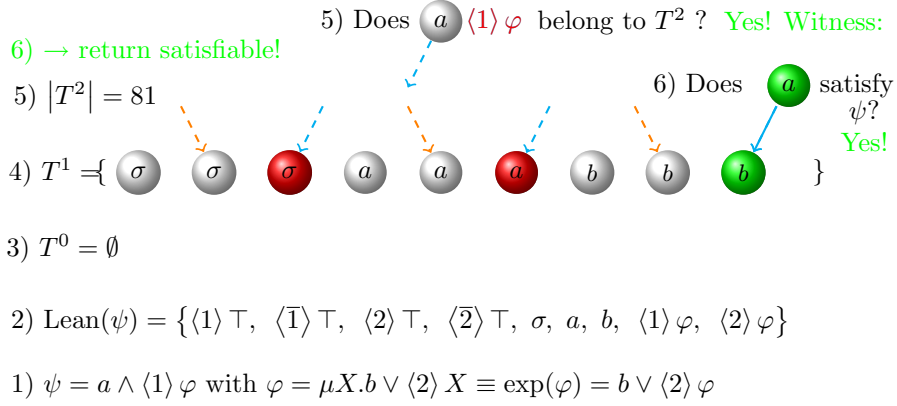 5) Does a ⟨1⟩ φ belong to T² ? Yes! Witness:
6) → return satisfiable!
6) Does a satisfy
5) |T²| = 81
ψ?
Yes!
4) T¹ = { σ σ σ a a a b b b }
3) T⁰ = ∅
2) Lean(ψ) = {⟨1⟩ ⊤, ⟨1̅⟩ ⊤, ⟨2⟩ ⊤, ⟨2̅⟩ ⊤, σ, a, b, ⟨1⟩ φ, ⟨2⟩ φ}
1) ψ = a ∧ ⟨1⟩ φ with φ = μX.b ∨ ⟨2⟩ X ≡ exp(φ) = b ∨ ⟨2⟩ φ